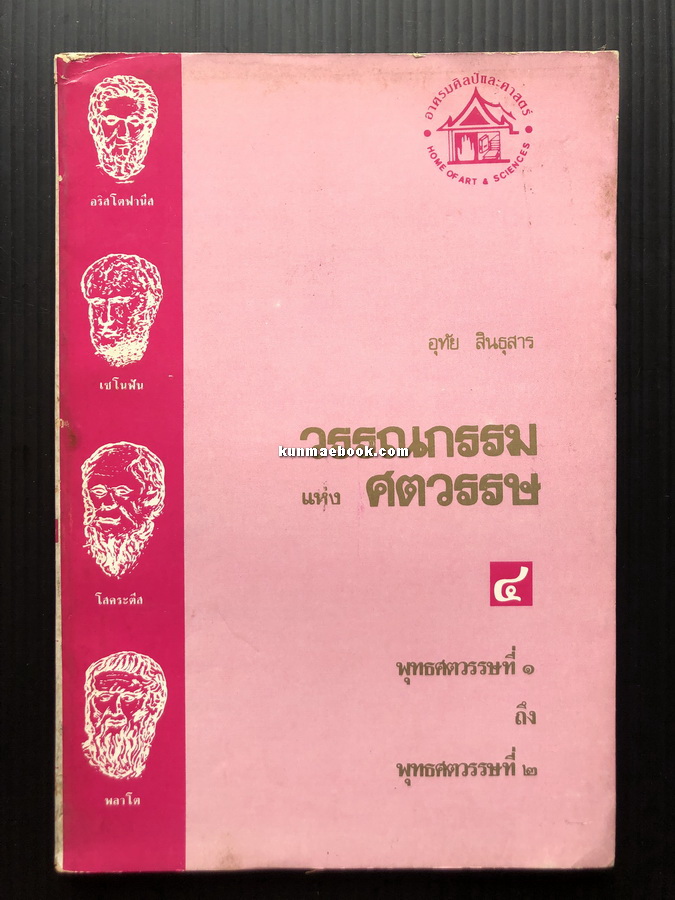 อาศรมศิลป์และศาสตร์
HOME OF ART & SCIENCES
อริสโตฟานีส
เซโนฟัน
โสคระตีส
พลาโต
อุทัย สินธุสาร
วรรณกรรม
kunmaebook.com
แห่ง ศตวรรษ
๔
พุทธศตวรรษที่ ๑
ถึง
พุทธศตวรรษที่ ๒